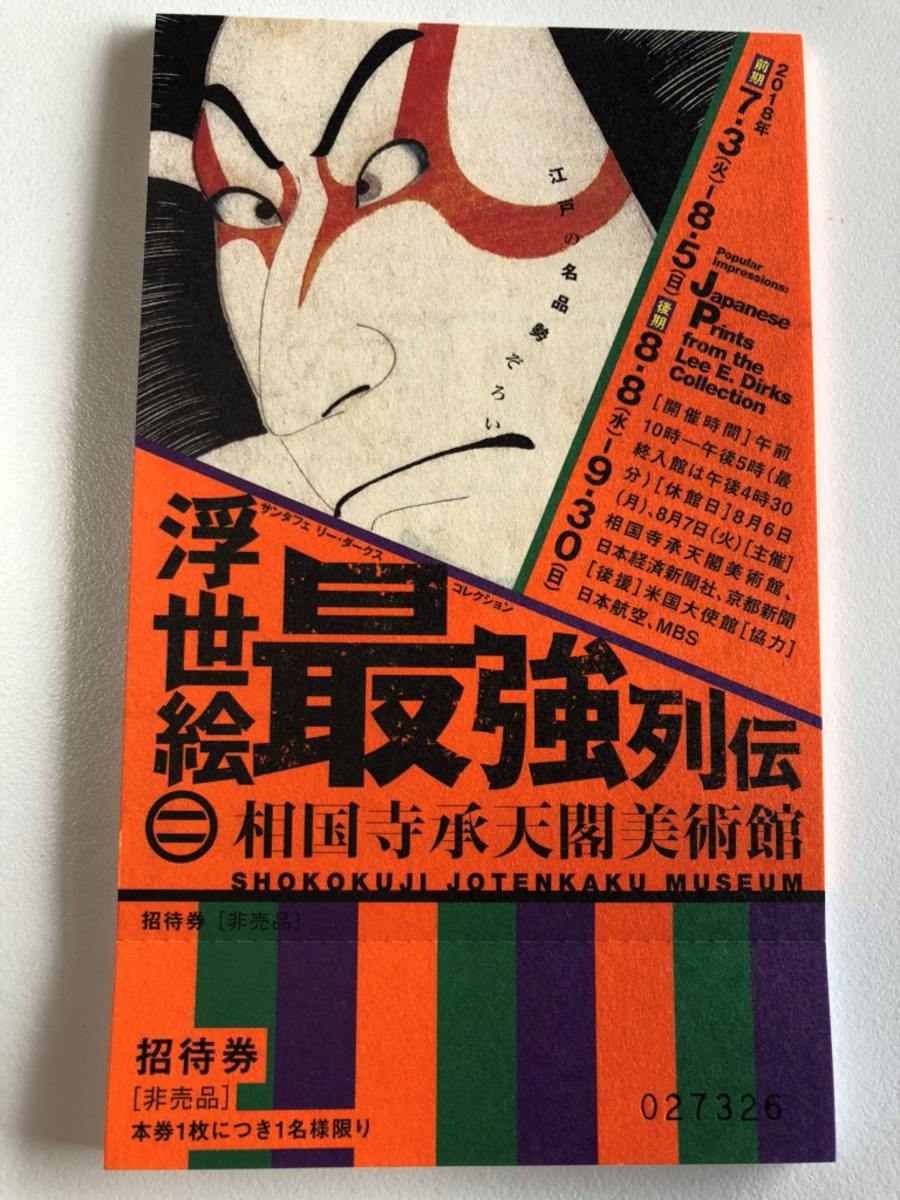 2018年
前期7.3(火)–8.5(日)後期8.8(水)–9.30(日)
Popular
Impressions:
Japanese
Prints
from the
Lee E. Dirks
Collection
[開催時間]午前
10時—午後5時(最
終入館は午後4時30
分)[休館日]8月6日
(月)、8月7日(火)[主催]
相国寺承天閣美術館、
日本経済新聞社、京都新聞
[後援]米国大使館[協力]
日本航空、MBS
江戸の名品勢ぞろい
サンタフェ リー・ダークス コレクション
浮世絵最強列伝
相国寺承天閣美術館
SHOKOKUJI JOTENKAKU MUSEUM
招待券[非売品]
招待券
[非売品]
本券1枚につき1名様限り
027326